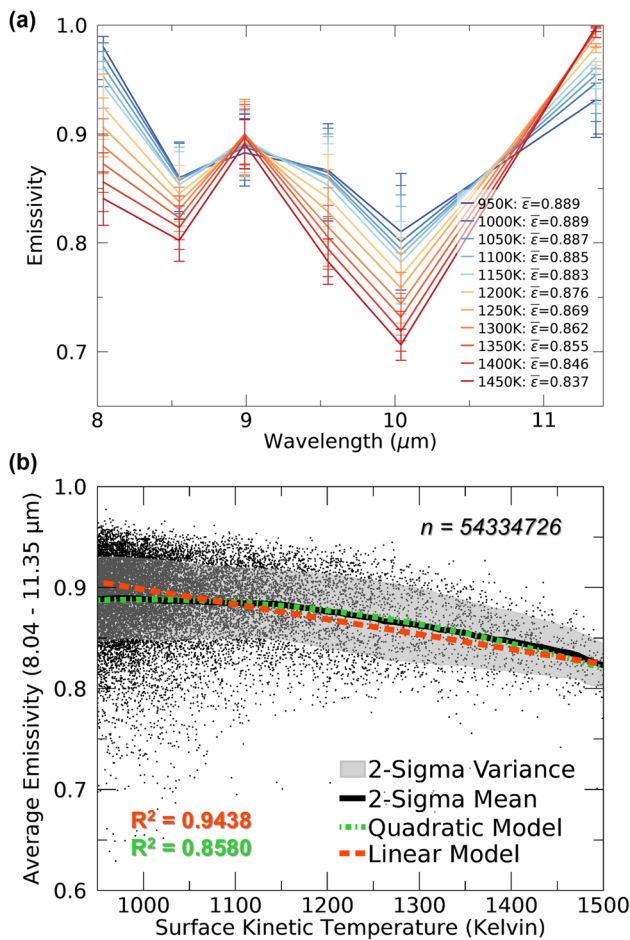 (a)
1.0
0.9
0.8
0.7
Emissivity
950K: ε̅=0.889
1000K: ε̅=0.889
1050K: ε̅=0.887
1100K: ε̅=0.885
1150K: ε̅=0.883
1200K: ε̅=0.876
1250K: ε̅=0.869
1300K: ε̅=0.862
1350K: ε̅=0.855
1400K: ε̅=0.846
1450K: ε̅=0.837
8 9 10 11
Wavelength (μm)
(b)
1.0
0.9
0.8
0.7
0.6
Average Emissivity (8.04 - 11.35 μm)
n = 54334726
2-Sigma Variance
2-Sigma Mean
Quadratic Model
Linear Model
R² = 0.9438
R² = 0.8580
1000 1100 1200 1300 1400 1500
Surface Kinetic Temperature (Kelvin)